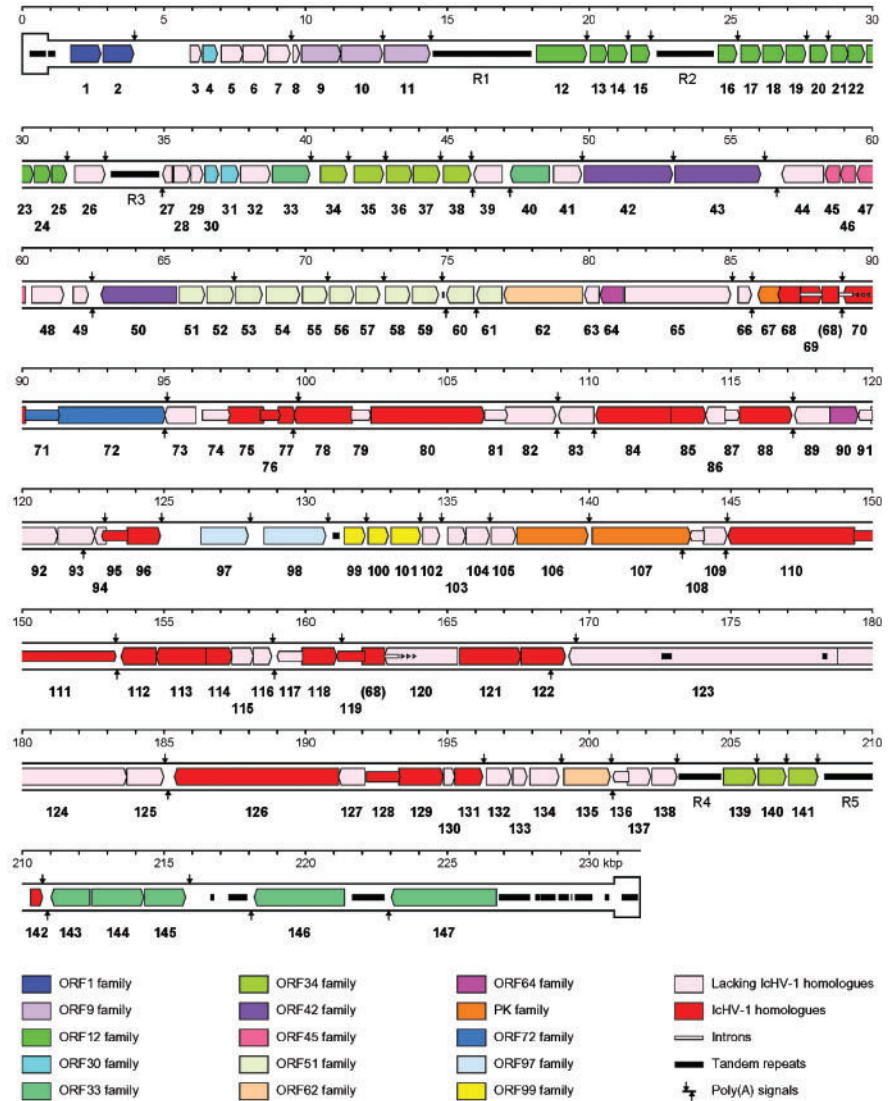 0 5 10 15 20 25 30
R1 R2
1 2 3 4 5 6 7 8 9 10 11 12 13 14 15 16 17 18 19 20 21 22
30 35 40 45 50 55 60
R3
23 25 26 27 29 31 32 33 34 35 36 37 38 39 40 41 42 43 44 45 47
24 28 30 46
60 65 70 75 80 85 90
48 49 50 51 52 53 54 55 56 57 58 59 60 61 62 63 64 65 66 67 68 (68) 70
69
90 95 100 105 110 115 120
71 72 73 74 75 77 78 79 80 81 82 83 84 85 87 88 89 90 91
76 86
120 125 130 135 140 145 150
92 93 95 96 97 98 99 100 101 102 104 105 106 107 109 110
94 103 108
150 155 160 165 170 175 180
111 112 113 114 116 117 118 (68) 120 121 122 123
115 119
180 185 190 195 200 205 210
R4 R5
124 125 126 127 128 129 131 132 134 135 136 138 139 140 141
130 133 137
210 215 220 225 230 kbp
142 143 144 145 146 147
ORF1 family ORF34 family ORF64 family Lacking IcHV-1 homologues
ORF9 family ORF42 family PK family IcHV-1 homologues
ORF12 family ORF45 family ORF72 family Introns
ORF30 family ORF51 family ORF97 family Tandem repeats
ORF33 family ORF62 family ORF99 family Poly(A) signals